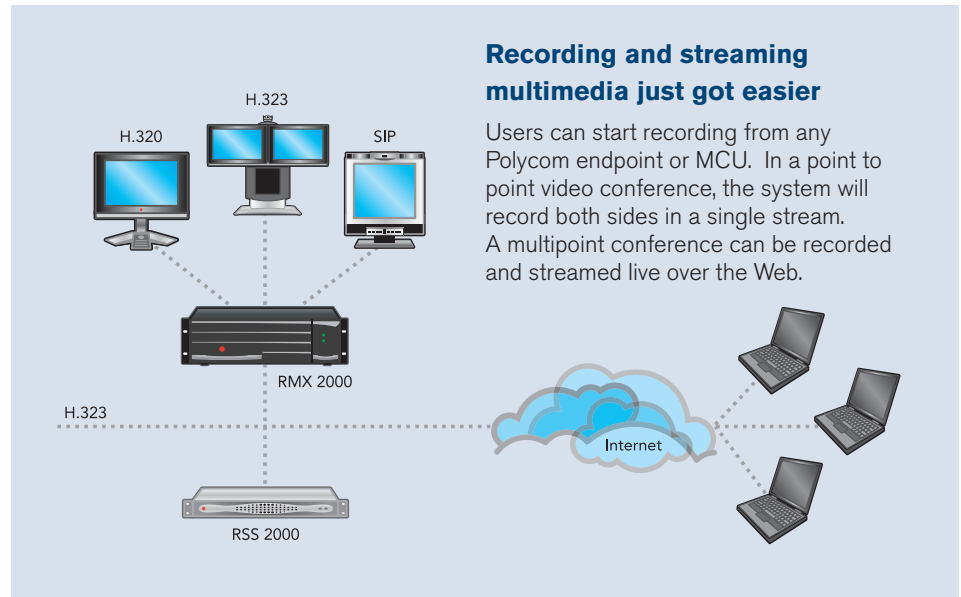 Recording and streaming
multimedia just got easier
Users can start recording from any
Polycom endpoint or MCU.  In a point to
point video conference, the system will
record both sides in a single stream.
A multipoint conference can be recorded
and streamed live over the Web.
H.323
H.320
SIP
RMX 2000
H.323
Internet
RSS 2000